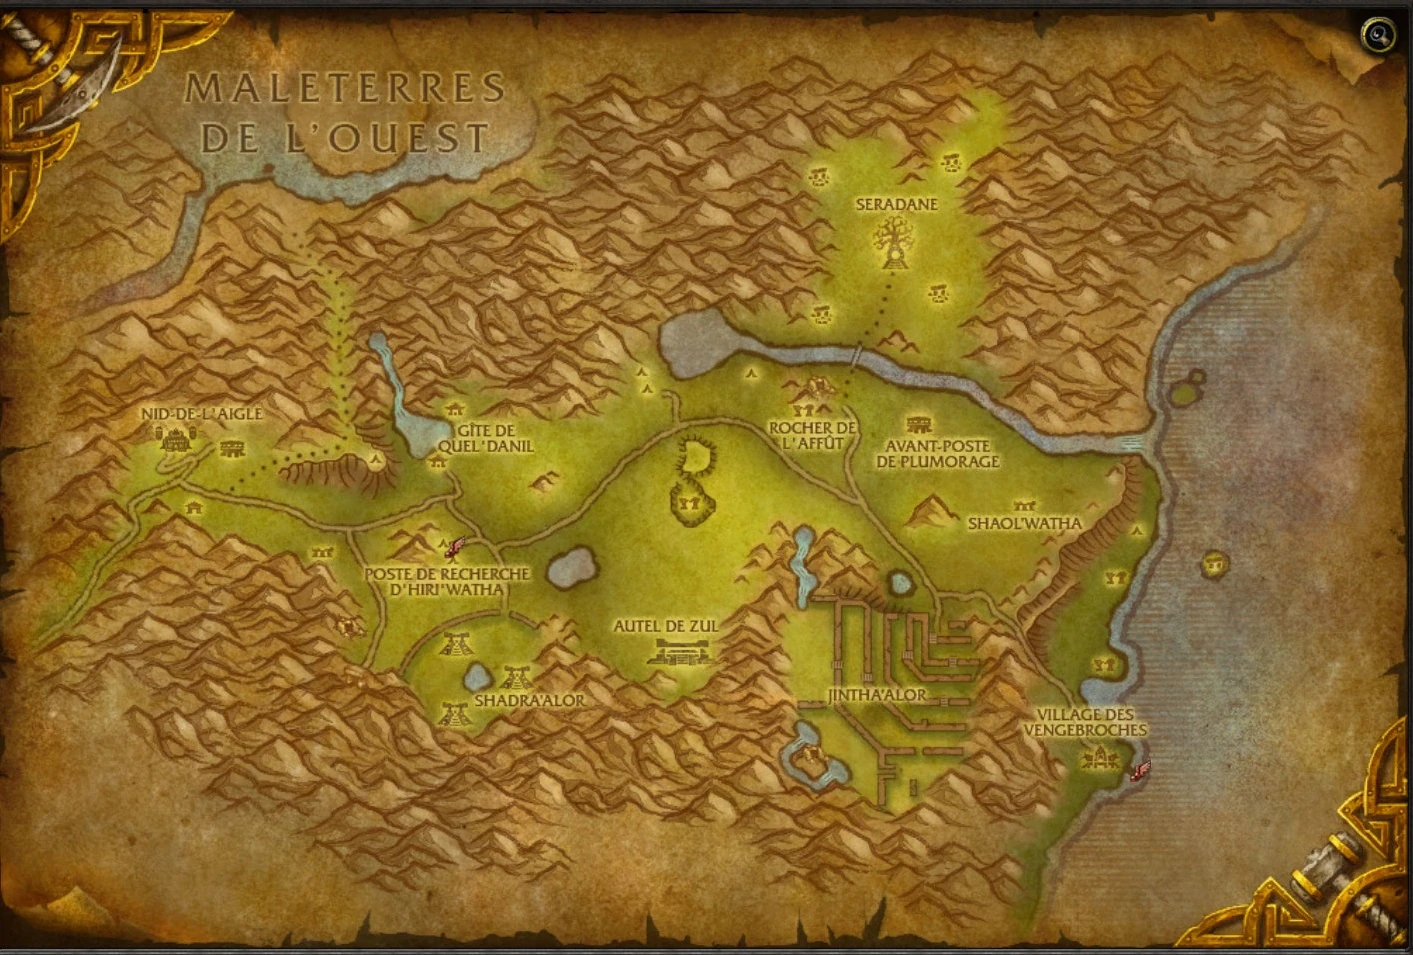 MALETERRES
DE L'OUEST
SERADANE
NID-DE-L'AIGLE
GÎTE DE
QUEL'DANIL
ROCHER DE
L'AFFÛT
AVANT-POSTE
DE PLUMORAGE
SHAOL'WATHA
POSTE DE RECHERCHE
D'HIRI'WATHA
AUTEL DE ZUL
SHADRA'ALOR
JINTHA'ALOR
VILLAGE DES
VENGEBROCHES